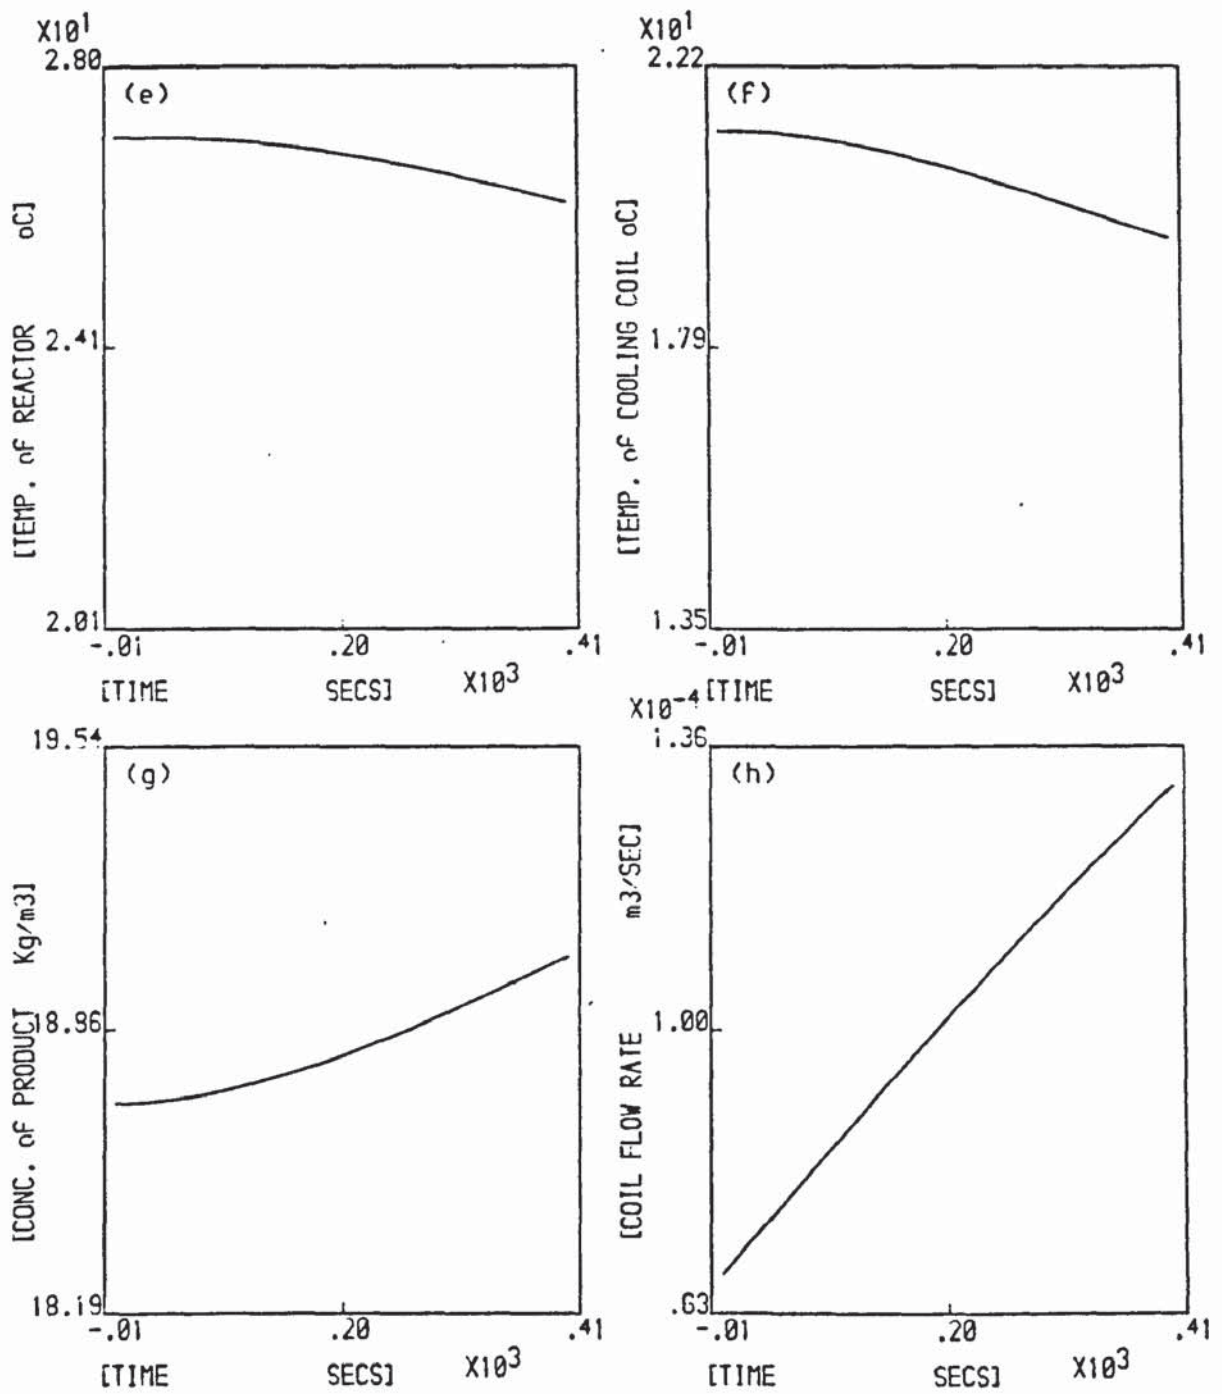 X10¹
2.80
(e)
[TEMP. of REACTOR oC]
2.41
2.01
-.01 .20 .41
[TIME SECS] X10³
X10¹
2.22
(f)
[TEMP. of COOLING COIL oC]
1.79
1.35
-.01 .20 .41
[TIME SECS] X10³
19.54
(g)
[CONC. of PRODUCT Kg/m3]
18.86
18.19
-.01 .20 .41
[TIME SECS] X10³
X10-⁴
1.36
(h)
[COIL FLOW RATE m3/SEC]
1.00
.63
-.01 .20 .41
[TIME SECS] X10³